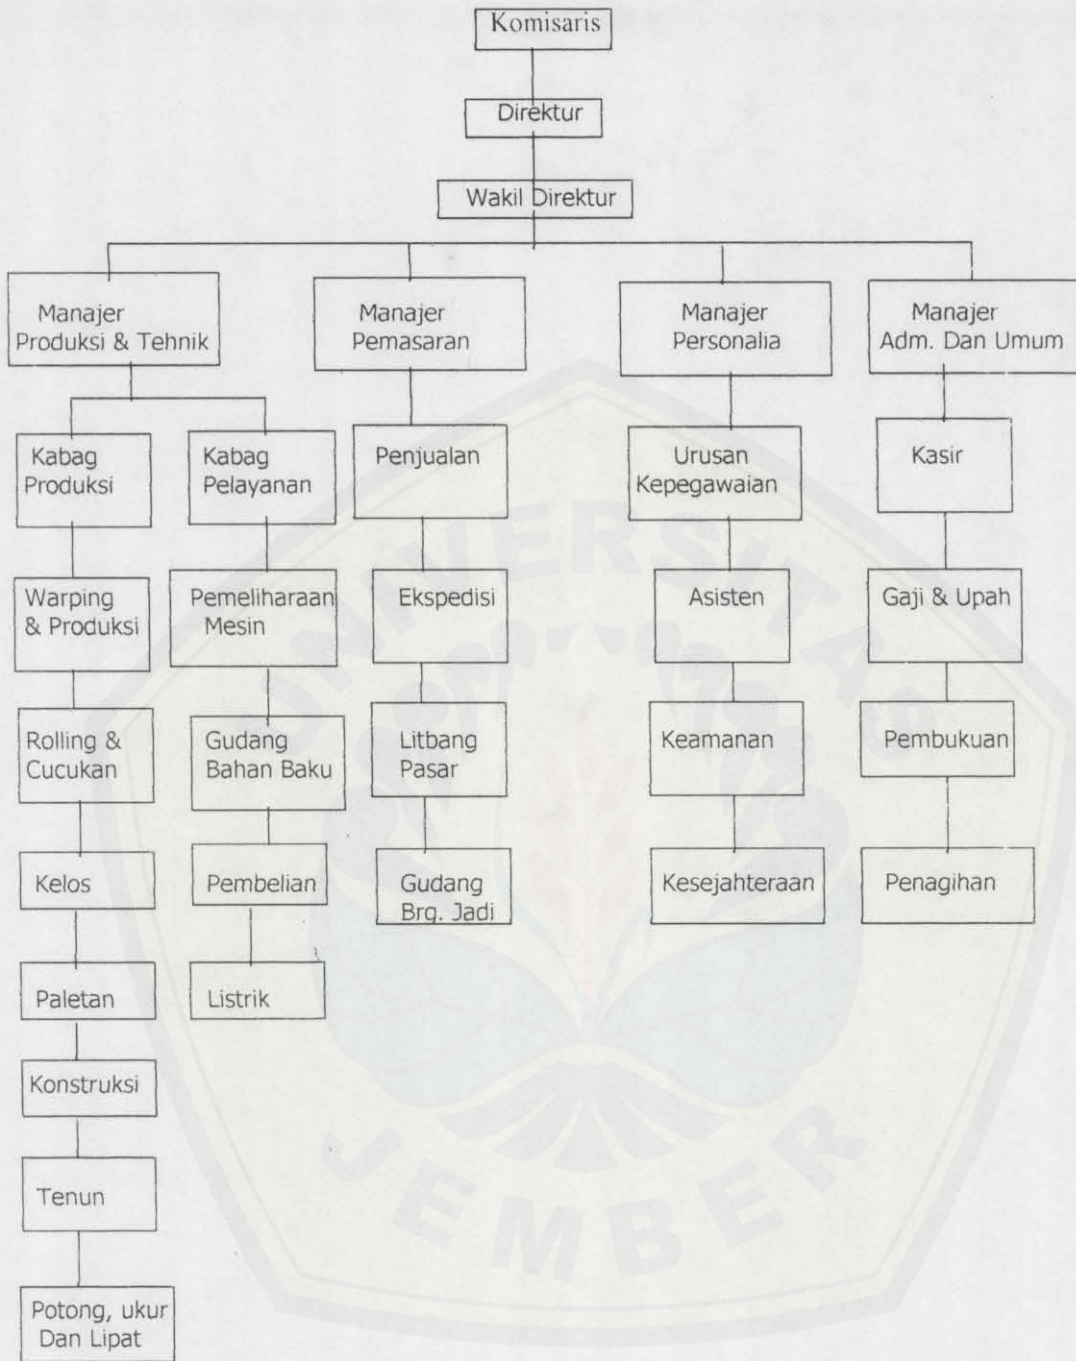 Komisaris
Direktur
Wakil Direktur
Manajer
Produksi & Tehnik
Manajer
Pemasaran
Manajer
Personalia
Manajer
Adm. Dan Umum
Kabag
Produksi
Kabag
Pelayanan
Penjualan
Urusan
Kepegawaian
Kasir
Warping
& Produksi
Pemeliharaan
Mesin
Ekspedisi
Asisten
Gaji & Upah
Rolling &
Cucukan
Gudang
Bahan Baku
Litbang
Pasar
Keamanan
Pembukuan
Kelos
Pembelian
Gudang
Brg. Jadi
Kesejahteraan
Penagihan
Paletan
Listrik
Konstruksi
Tenun
Potong, ukur
Dan Lipat
UNIVERSITAS
JEMBER